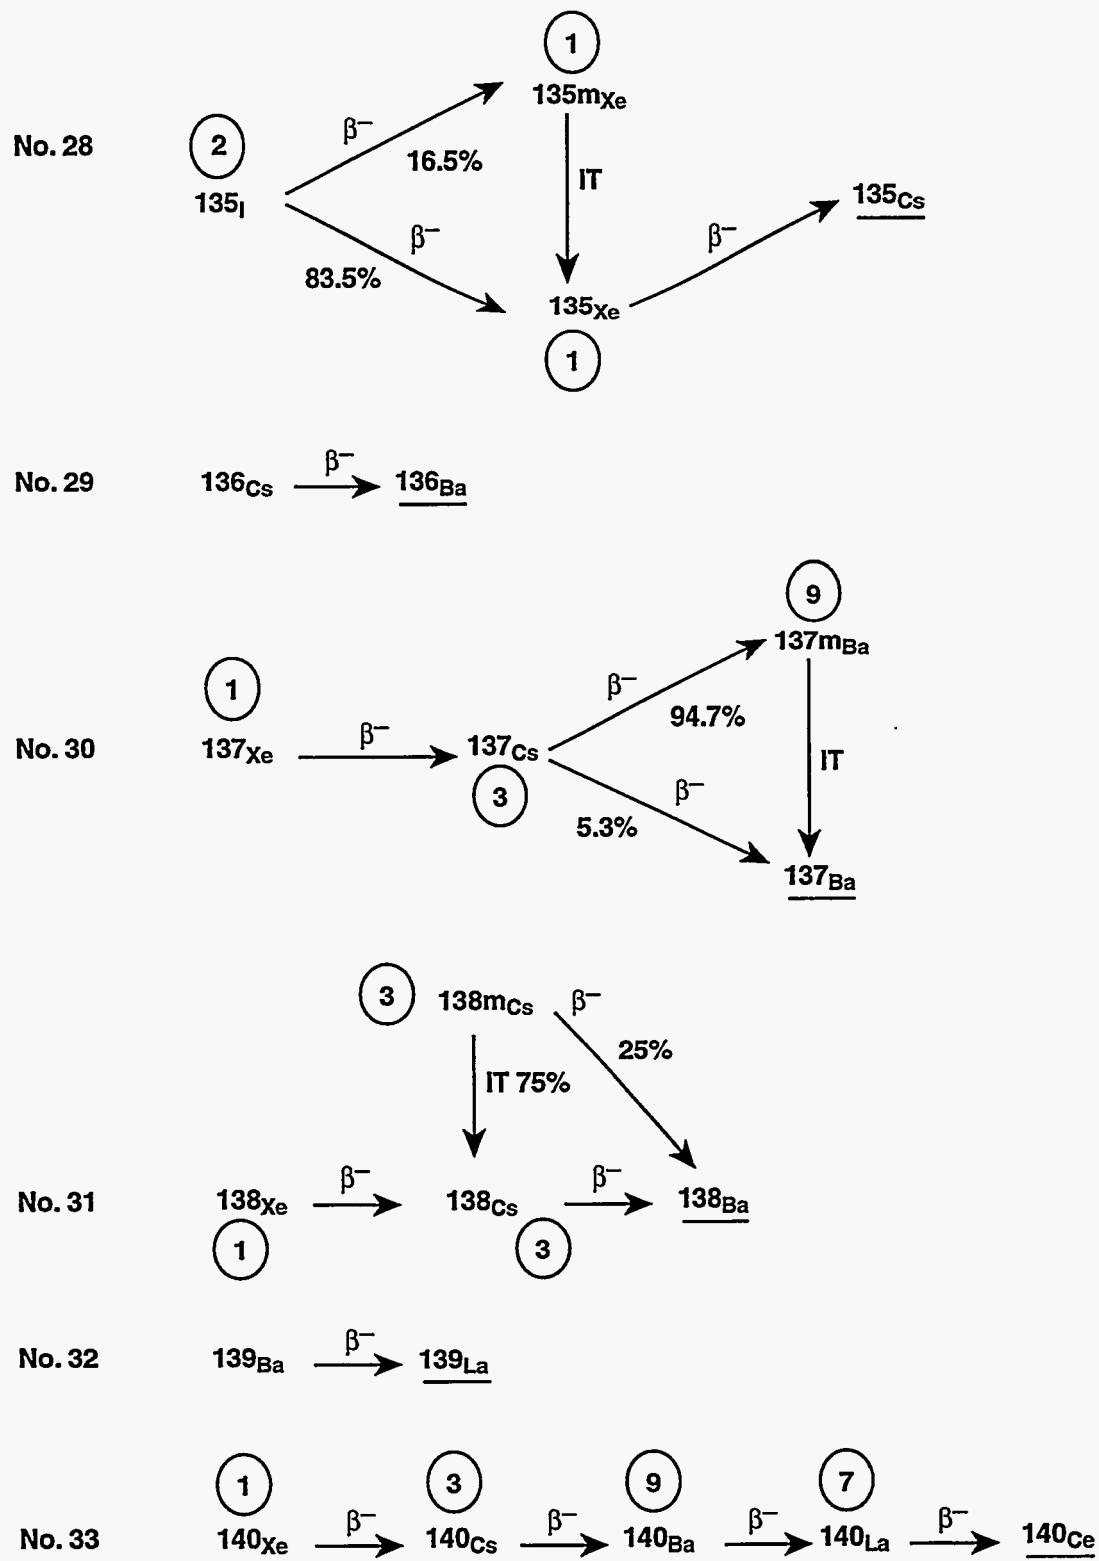 1
135mXe
No. 28
2
β−
16.5%
IT
135I
135Cs
β−
β−
83.5%
135Xe
1
No. 29
136Cs
β−
136Ba
9
137mBa
1
β−
94.7%
No. 30
137Xe
β−
137Cs
IT
3
β−
5.3%
137Ba
3
138mCs
β−
25%
IT 75%
No. 31
138Xe
β−
138Cs
β−
138Ba
1
3
No. 32
139Ba
β−
139La
1
3
9
7
No. 33
140Xe
β−
140Cs
β−
140Ba
β−
140La
β−
140Ce